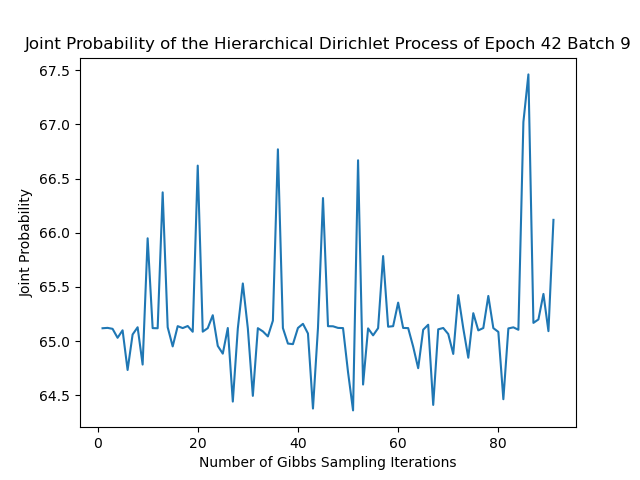 Joint Probability of the Hierarchical Dirichlet Process of Epoch 42 Batch 9
67.5
67.0
66.5
66.0
65.5
65.0
64.5
Joint Probability
0 20 40 60 80
Number of Gibbs Sampling Iterations